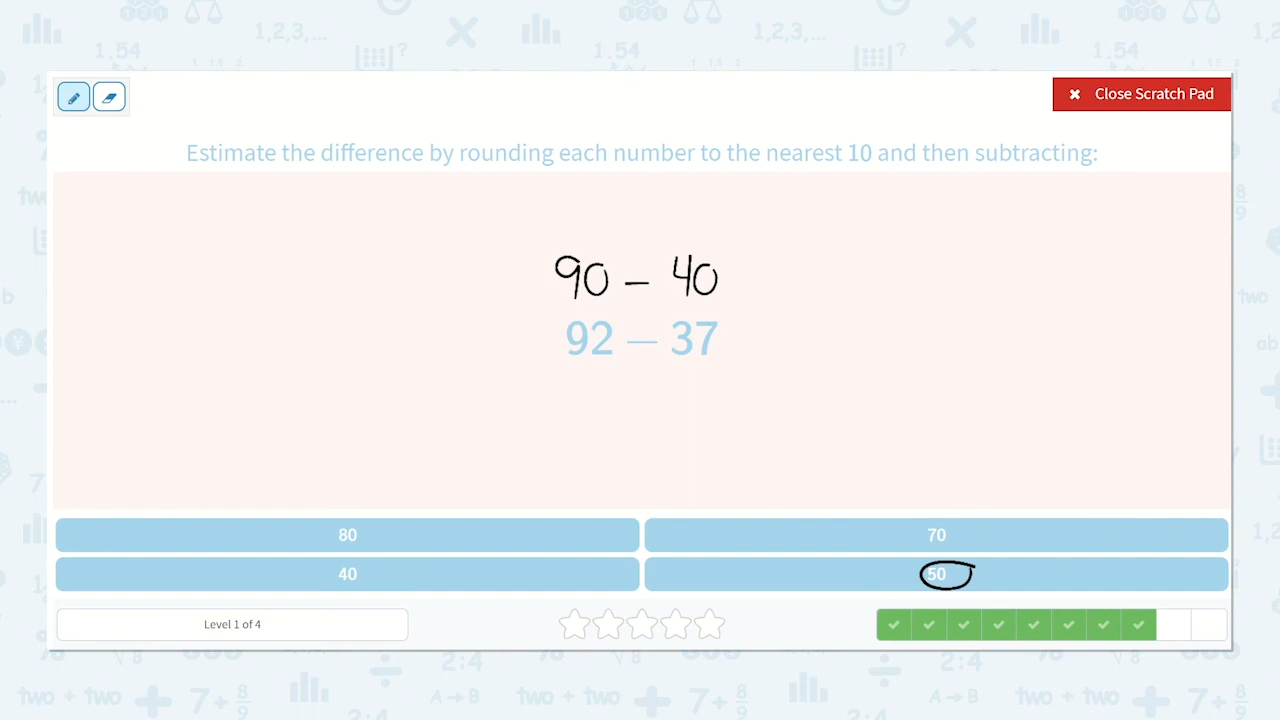 Close Scratch Pad
Estimate the difference by rounding each number to the nearest 10 and then subtracting:
90 – 40
92 — 37
80
70
40
50
Level 1 of 4